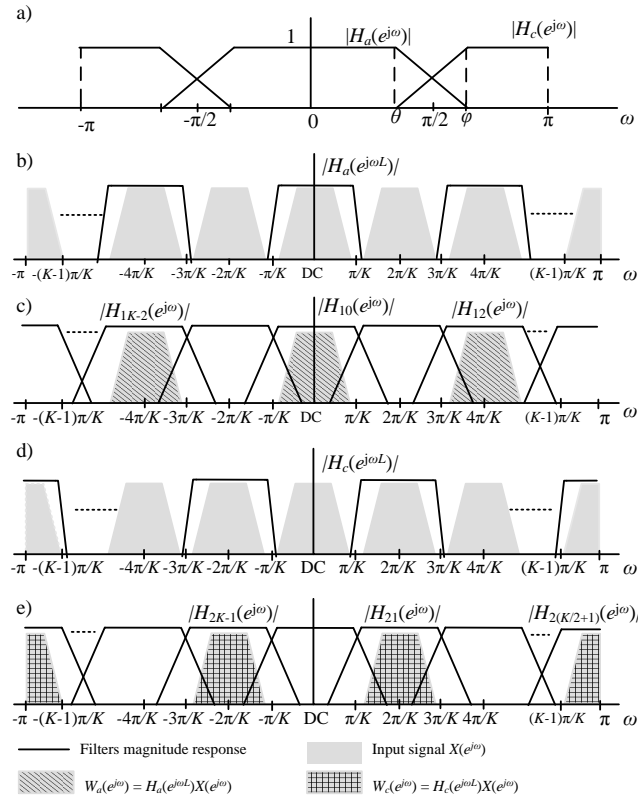 a)
1 |Ha(e^jω)| |Hc(e^jω)|
-π -π/2 0 θ π/2 φ π ω
b)
|Ha(e^jωL)|
-π -(K-1)π/K -4π/K -3π/K -2π/K -π/K DC π/K 2π/K 3π/K 4π/K (K-1)π/K π ω
c)
|H1K-2(e^jω)| |H10(e^jω)| |H12(e^jω)|
-π -(K-1)π/K -4π/K -3π/K -2π/K -π/K DC π/K 2π/K 3π/K 4π/K (K-1)π/K π ω
d)
|Hc(e^jωL)|
-π -(K-1)π/K -4π/K -3π/K -2π/K -π/K DC π/K 2π/K 3π/K 4π/K (K-1)π/K π ω
e)
|H2K-1(e^jω)| |H21(e^jω)| |H2(K/2+1)(e^jω)|
-π -(K-1)π/K -4π/K -3π/K -2π/K -π/K DC π/K 2π/K 3π/K 4π/K (K-1)π/K π ω
Filters magnitude response Input signal X(e^jω)
Wa(e^jω) = Ha(e^jωL)X(e^jω) Wc(e^jω) = Hc(e^jωL)X(e^jω)